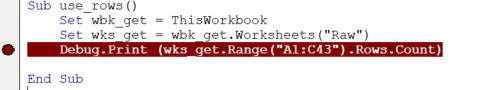 Sub use_rows()
Set wbk_get = ThisWorkbook
Set wks_get = wbk_get.Worksheets("Raw")
Debug.Print (wks_get.Range("A1:C43").Rows.Count)
End Sub